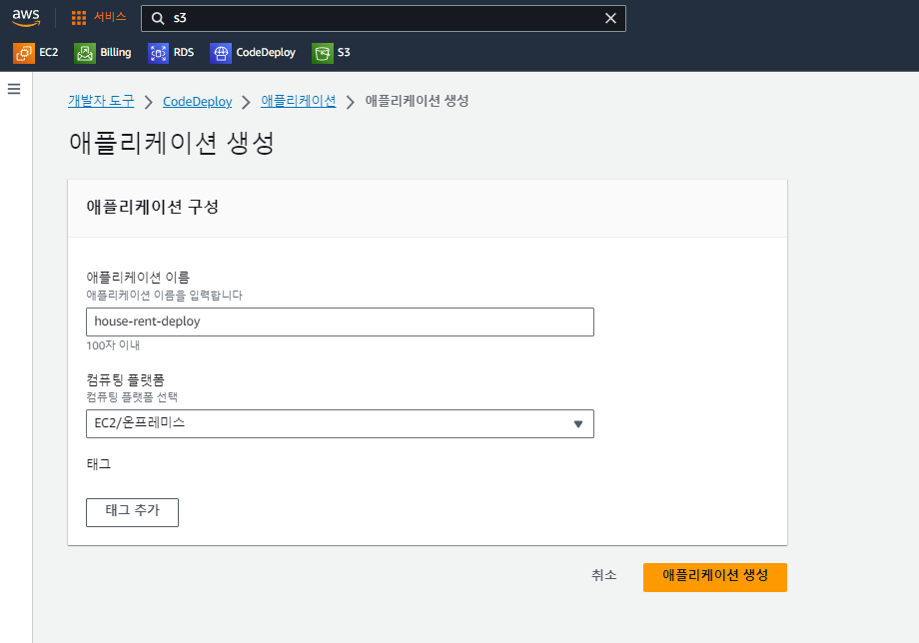 aws 서비스 s3
EC2 Billing RDS CodeDeploy S3
개발자 도구 CodeDeploy 애플리케이션 애플리케이션 생성
애플리케이션 생성
애플리케이션 구성
애플리케이션 이름
애플리케이션 이름을 입력합니다
house-rent-deploy
100자 이내
컴퓨팅 플랫폼
컴퓨팅 플랫폼 선택
EC2/온프레미스
태그
태그 추가
취소 애플리케이션 생성